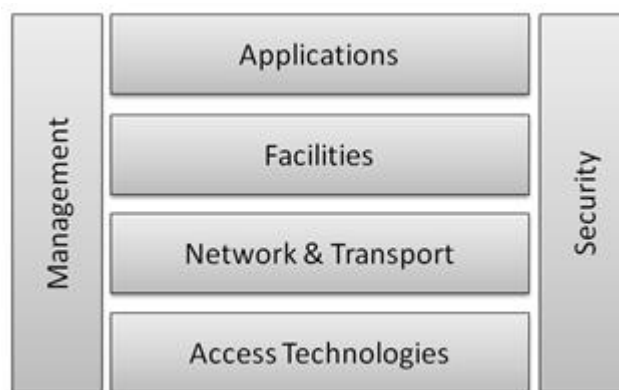 Management
Applications
Facilities
Network & Transport
Access Technologies
Security